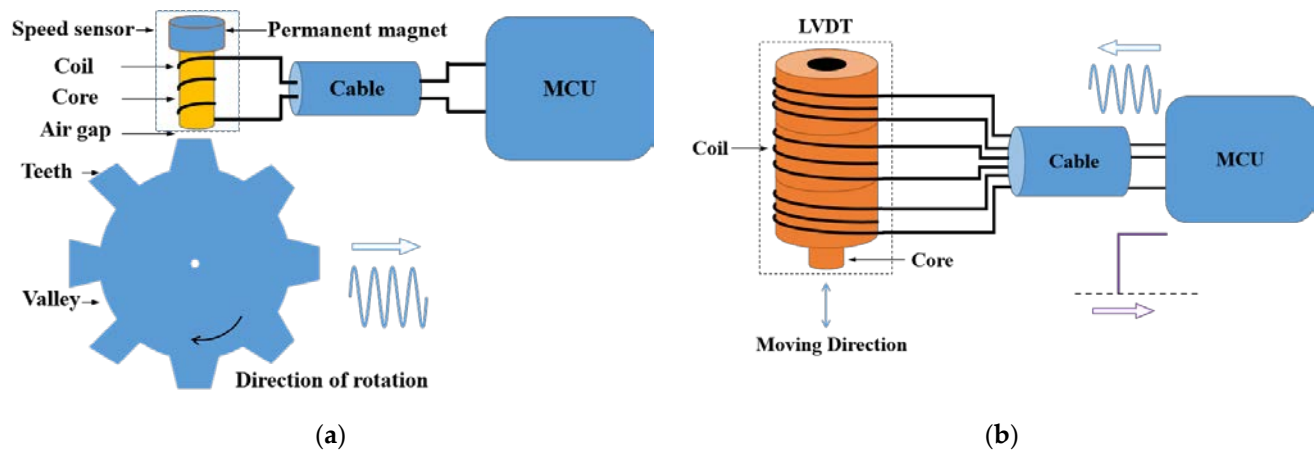 Speed sensor
Permanent magnet
Coil
Core
Cable
MCU
Air gap
Teeth
Valley
Direction of rotation
(a)
LVDT
Coil
Cable
MCU
Core
Moving Direction
(b)